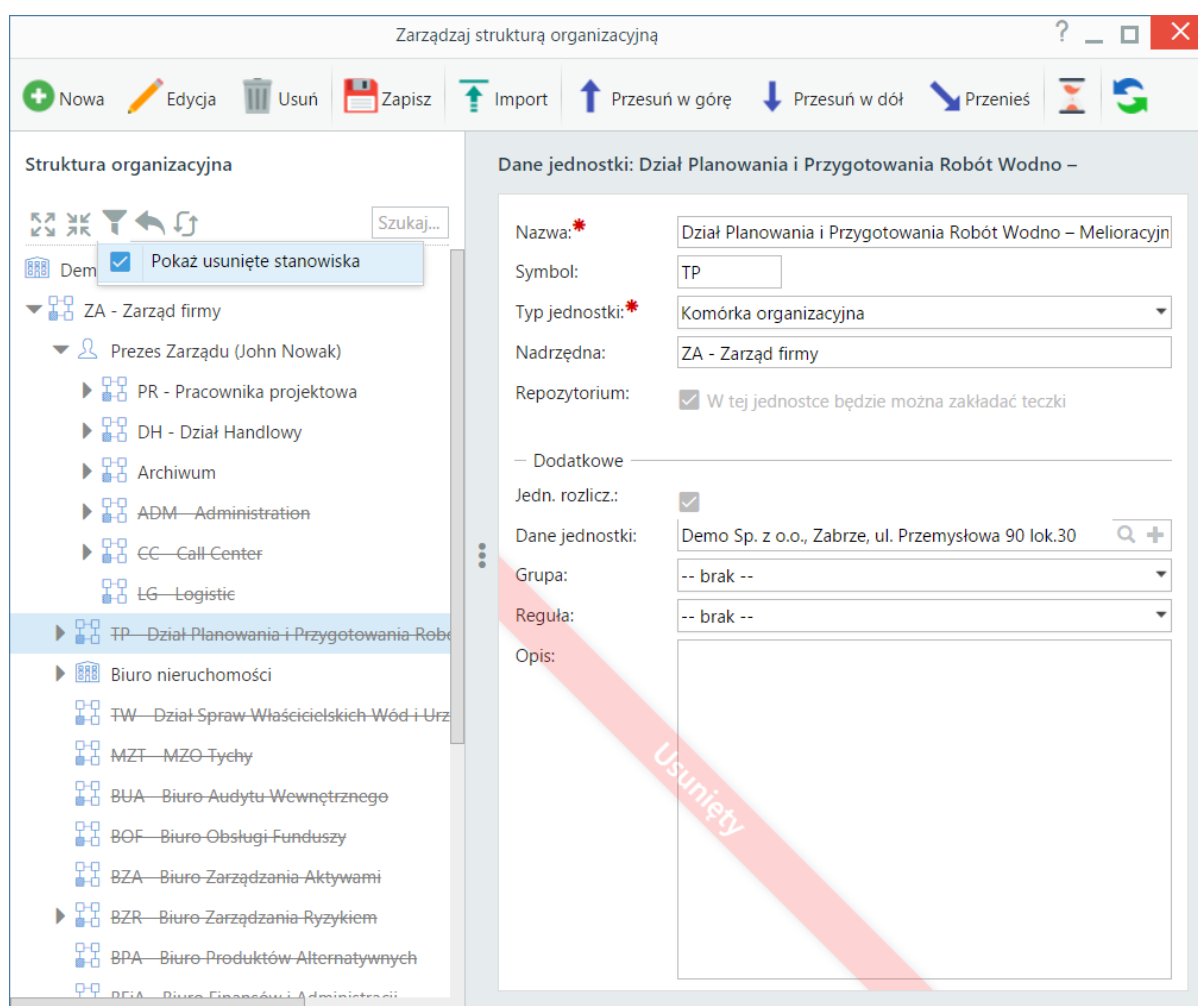 Zarządzaj strukturą organizacyjną ?
Nowa Edycja Usuń Zapisz Import Przesuń w górę Przesuń w dół Przenieś
Struktura organizacyjna
Szukaj...
Pokaż usunięte stanowiska
Dem
ZA - Zarząd firmy
Prezes Zarządu (John Nowak)
PR - Pracownika projektowa
DH - Dział Handlowy
Archiwum
ADM - Administration
CC - Call Center
LG - Logistic
TP - Dział Planowania i Przygotowania Robo
Biuro nieruchomości
TW - Dział Spraw Właścicielskich Wód i Urz
MZT - MZO Tychy
BUA - Biuro Audytu Wewnętrznego
BOF - Biuro Obsługi Funduszy
BZA - Biuro Zarządzania Aktywami
BZR - Biuro Zarządzania Ryzykiem
BPA - Biuro Produktów Alternatywnych
BFiA - Biuro Finansów i Administracji
Dane jednostki: Dział Planowania i Przygotowania Robót Wodno –
Nazwa:* Dział Planowania i Przygotowania Robót Wodno – Melioracyjn
Symbol: TP
Typ jednostki:* Komórka organizacyjna
Nadrzędna: ZA - Zarząd firmy
Repozytorium: W tej jednostce będzie można zakładać teczki
Dodatkowe
Jedn. rozlicz.:
Dane jednostki: Demo Sp. z o.o., Zabrze, ul. Przemysłowa 90 lok.30
Grupa: -- brak --
Reguła: -- brak --
Opis:
Usunięty